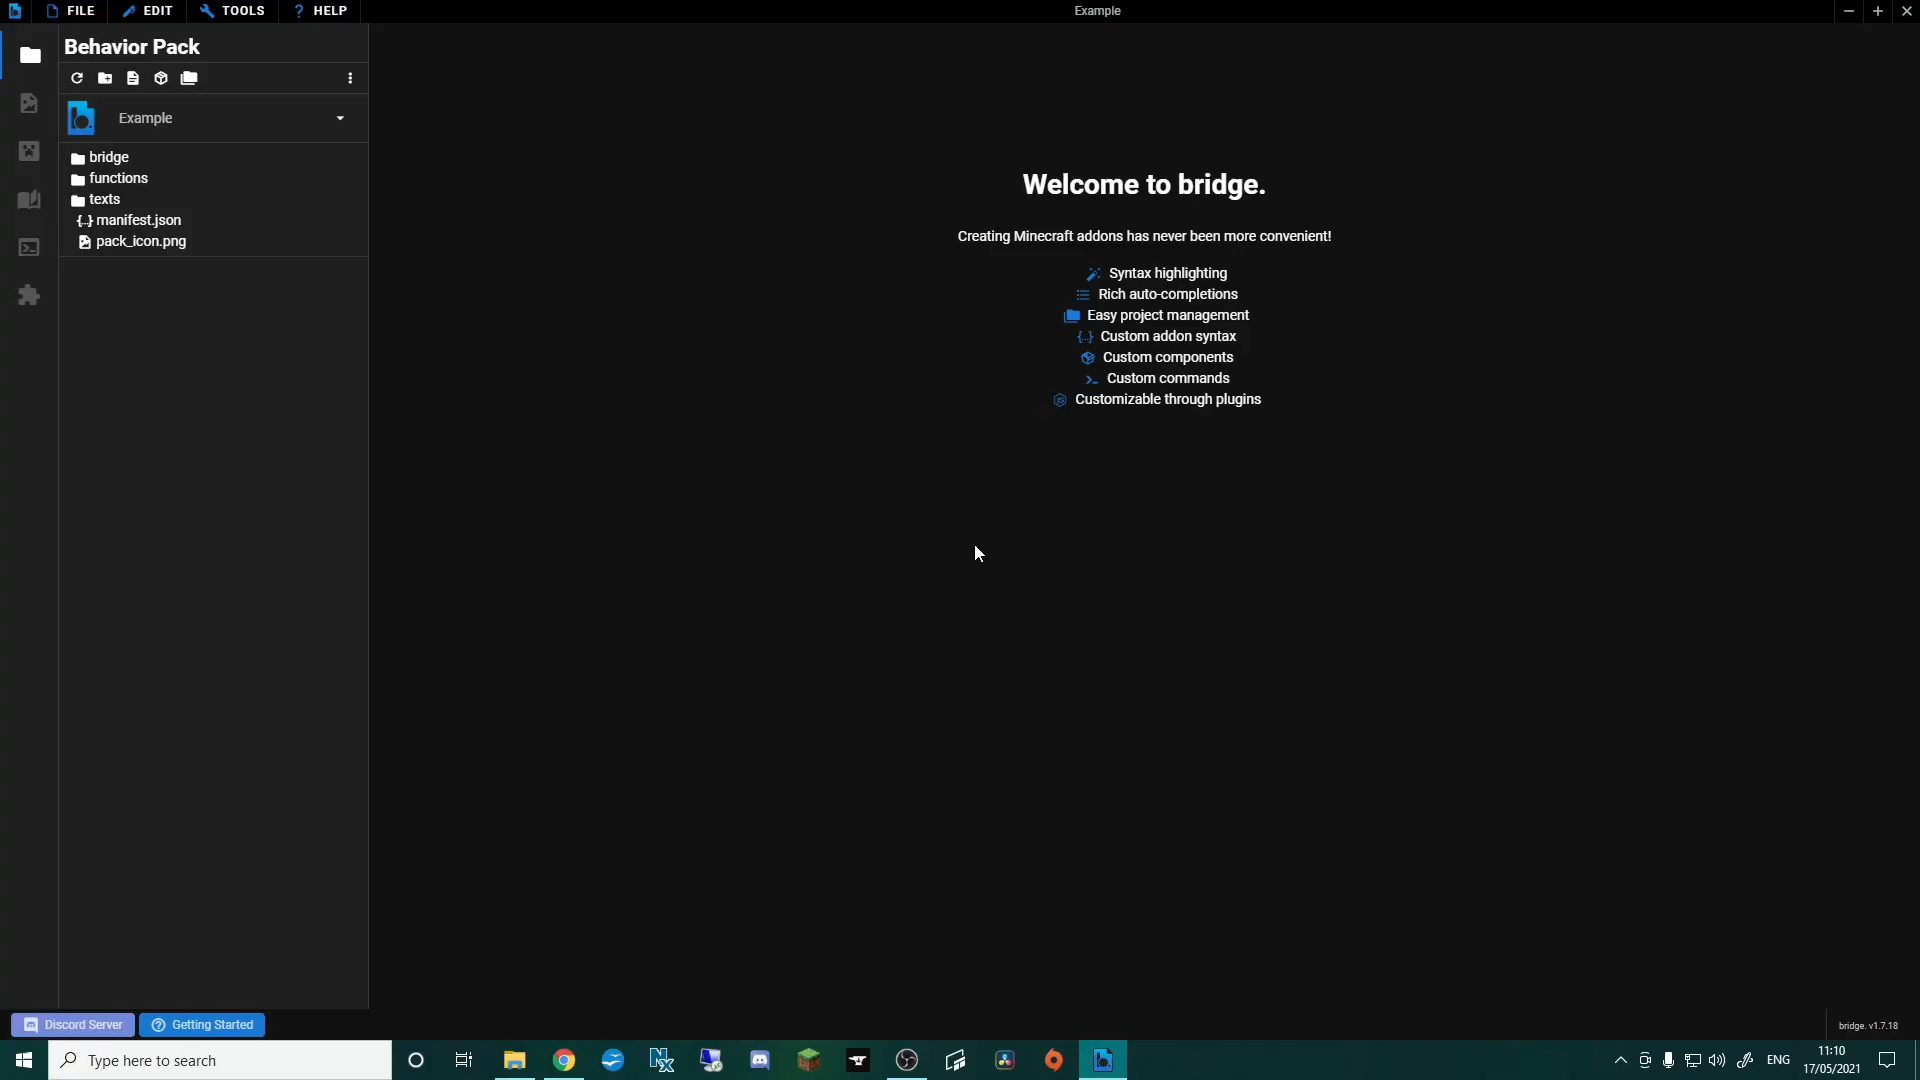 FILE EDIT TOOLS HELP Example
Behavior Pack
Example
bridge
functions
texts
{..} manifest.json
pack_icon.png
Welcome to bridge.
Creating Minecraft addons has never been more convenient!
Syntax highlighting
Rich auto-completions
Easy project management
Custom addon syntax
Custom components
Custom commands
Customizable through plugins
Discord Server Getting Started
bridge. v1.7.18
Type here to search
ENG
11:10
17/05/2021